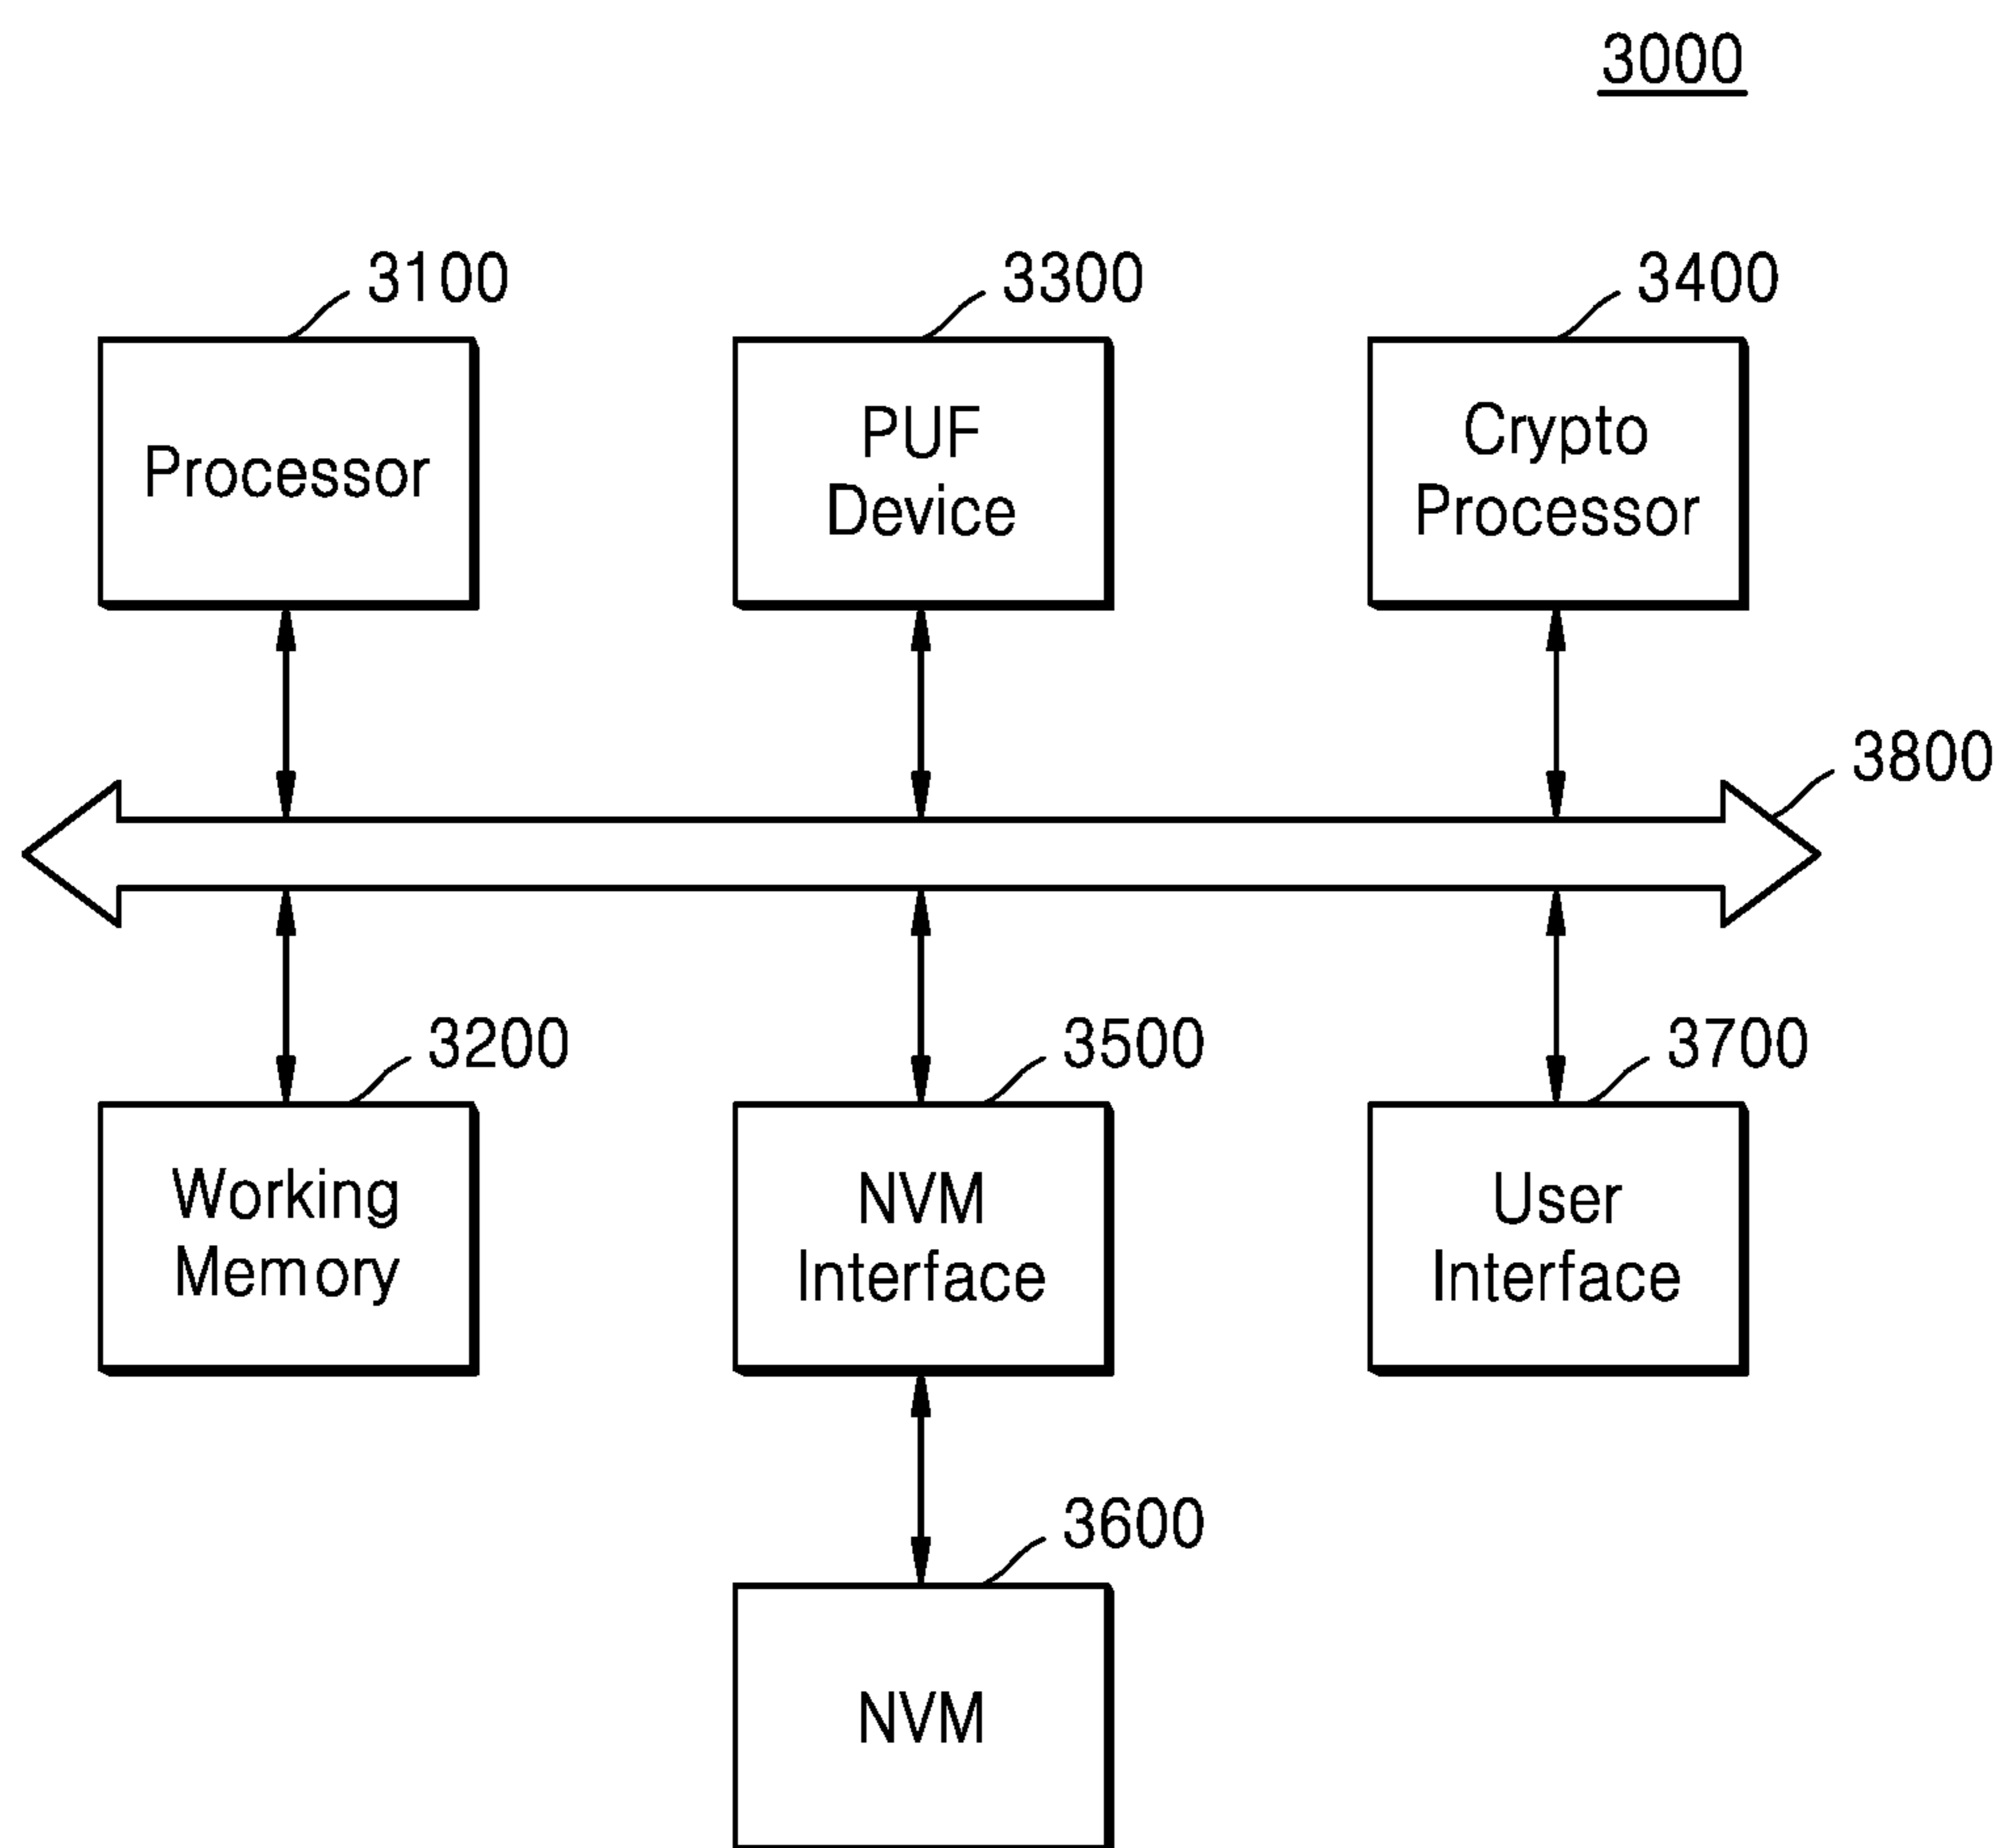 3000
3100
3300
3400
Processor
PUF
Device
Crypto
Processor
3800
3200
3500
3700
Working
Memory
NVM
Interface
User
Interface
3600
NVM